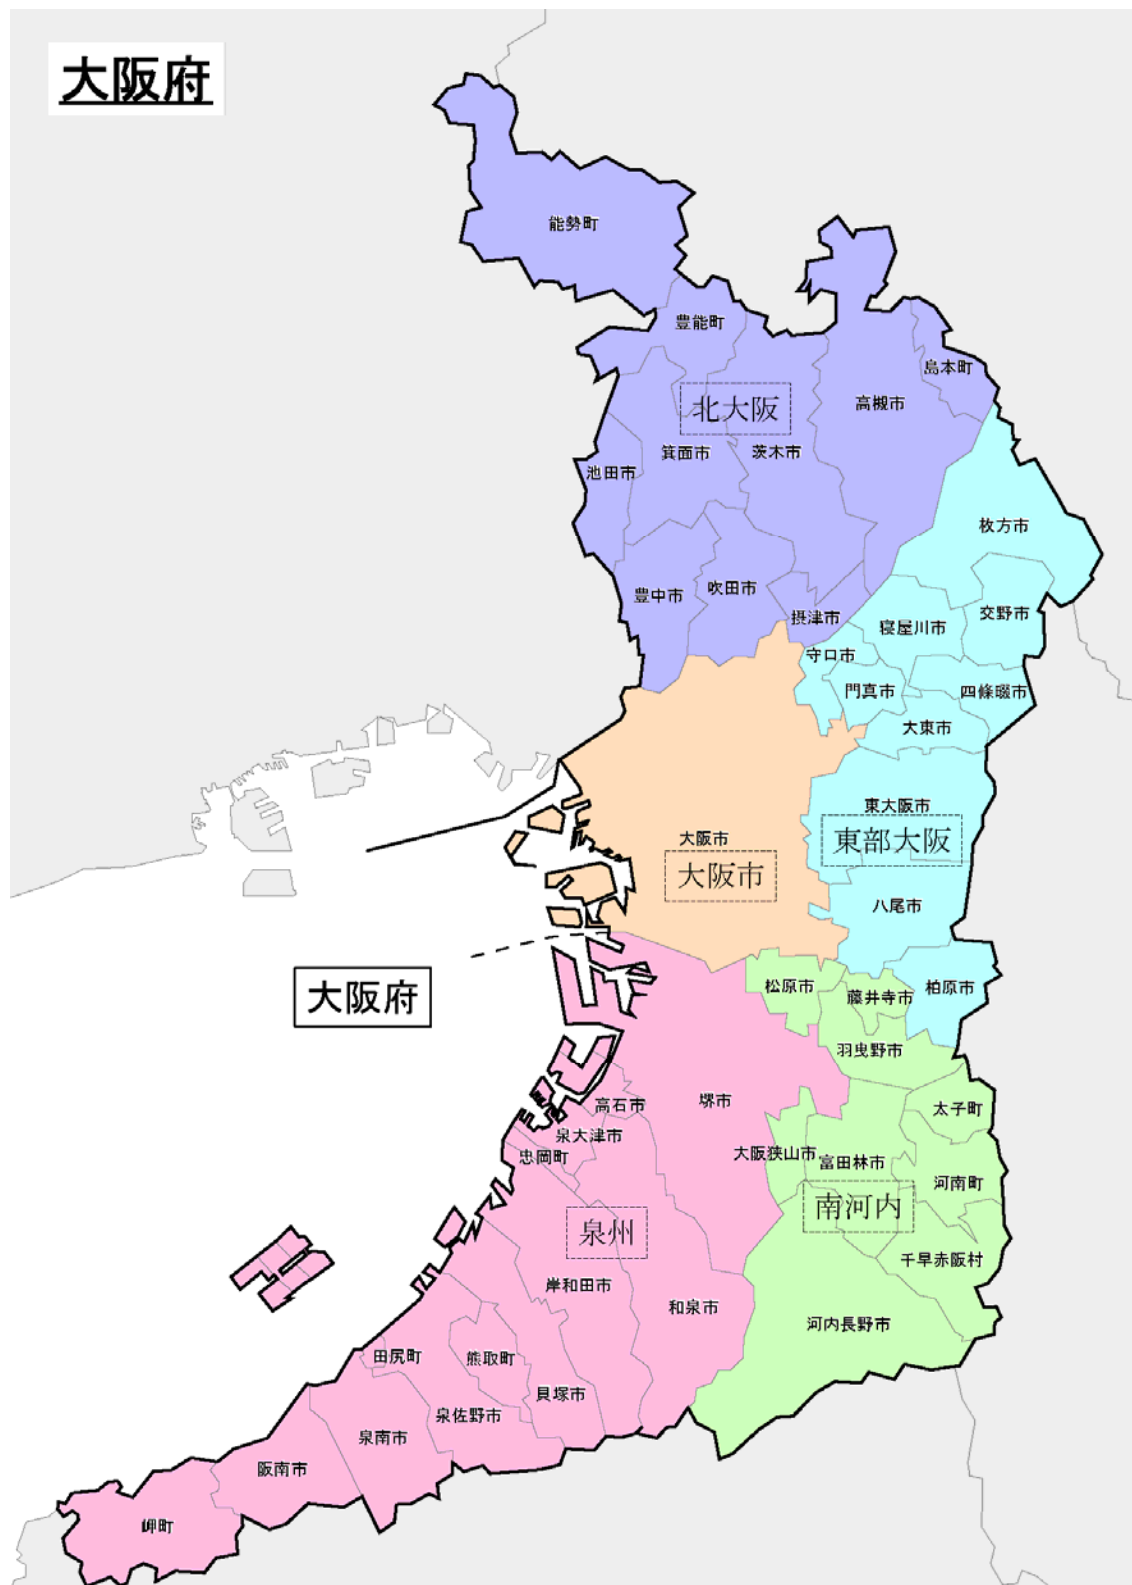 大阪府
能勢町
豊能町
島本町
高槻市
北大阪
箕面市
茨木市
池田市
枚方市
吹田市
豊中市
摂津市
交野市
寝屋川市
守口市
門真市
四條畷市
大東市
東大阪市
大阪市
東部大阪
大阪市
八尾市
松原市
藤井寺市
柏原市
大阪府
羽曳野市
堺市
高石市
太子町
泉大津市
忠岡町
大阪狭山市
富田林市
河南町
南河内
泉州
千早赤阪村
岸和田市
和泉市
河内長野市
田尻町
熊取町
貝塚市
泉佐野市
泉南市
阪南市
岬町